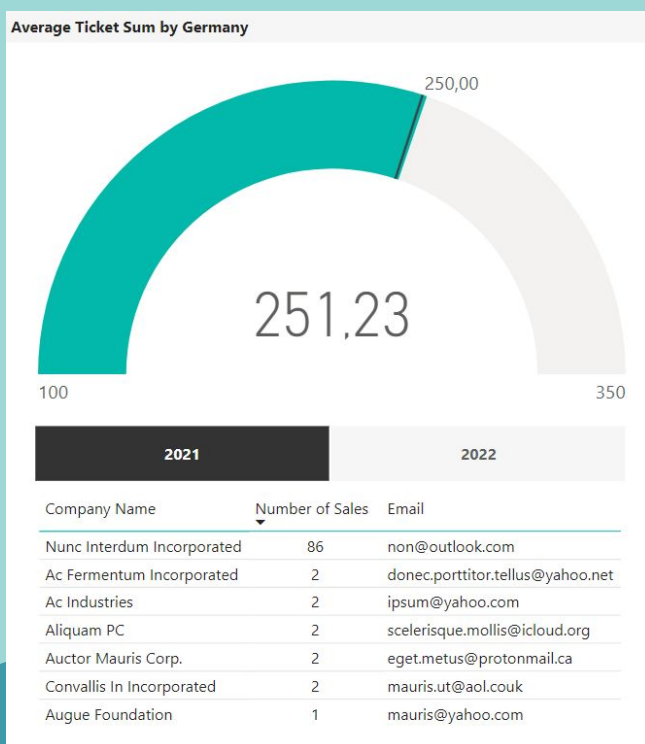 Average Ticket Sum by Germany
250,00
251,23
100 350
2021 2022
Company Name Number of Sales Email
Nunc Interdum Incorporated 86 non@outlook.com
Ac Fermentum Incorporated 2 donec.porttitor.tellus@yahoo.net
Ac Industries 2 ipsum@yahoo.com
Aliquam PC 2 scelerisque.mollis@icloud.org
Auctor Mauris Corp. 2 eget.metus@protonmail.ca
Convallis In Incorporated 2 mauris.ut@aol.couk
Augue Foundation 1 mauris@yahoo.com